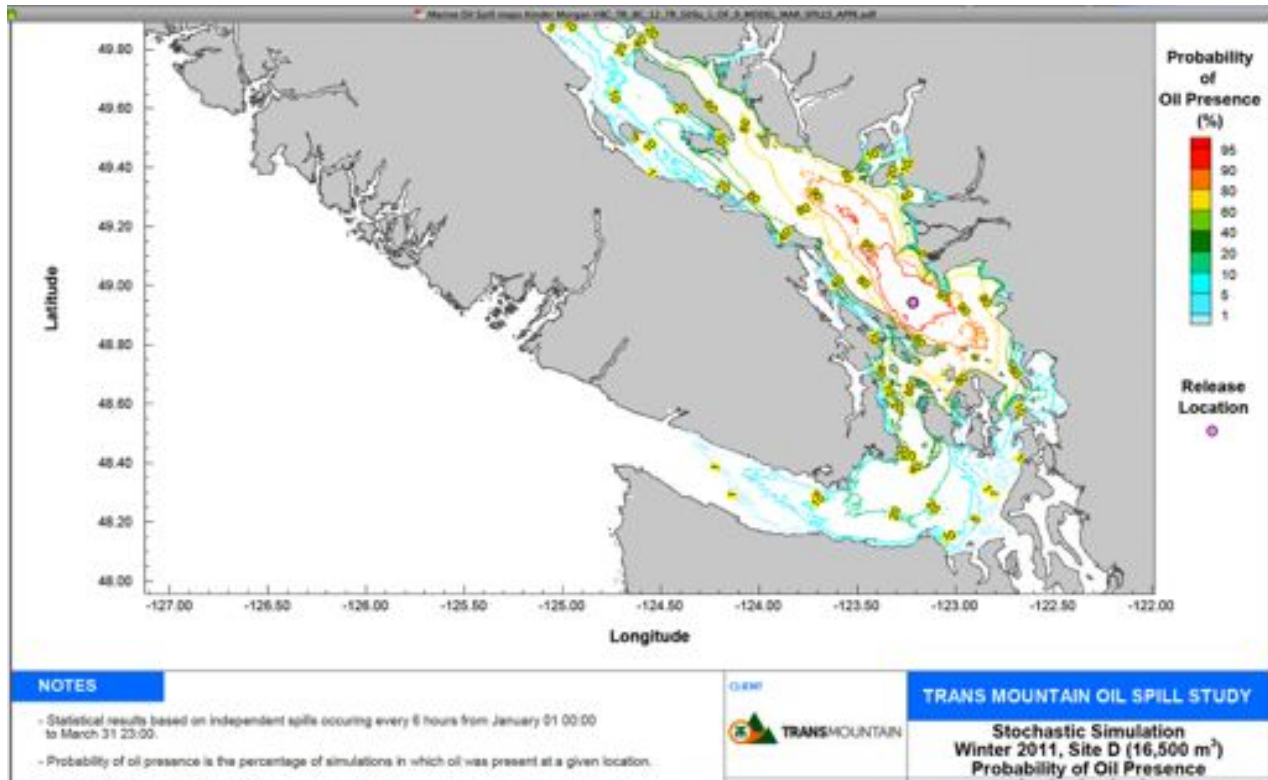 Marine Oil Spill maps Kinder Morgan
Probability
of
Oil Presence
(%)
95
90
80
60
40
20
10
5
1
Release
Location
49.80
49.60
49.40
49.20
49.00
48.80
48.60
48.40
48.20
48.00
Latitude
-127.00 -126.50 -126.00 -125.50 -125.00 -124.50 -124.00 -123.50 -123.00 -122.50 -122.00
Longitude
NOTES
- Statistical results based on independent spills occuring every 6 hours from January 01 00:00
to March 31 23:00.
- Probability of oil presence is the percentage of simulations in which oil was present at a given location.
CLIENT
TRANSMOUNTAIN
TRANS MOUNTAIN OIL SPILL STUDY
Stochastic Simulation
Winter 2011, Site D (16,500 m³)
Probability of Oil Presence